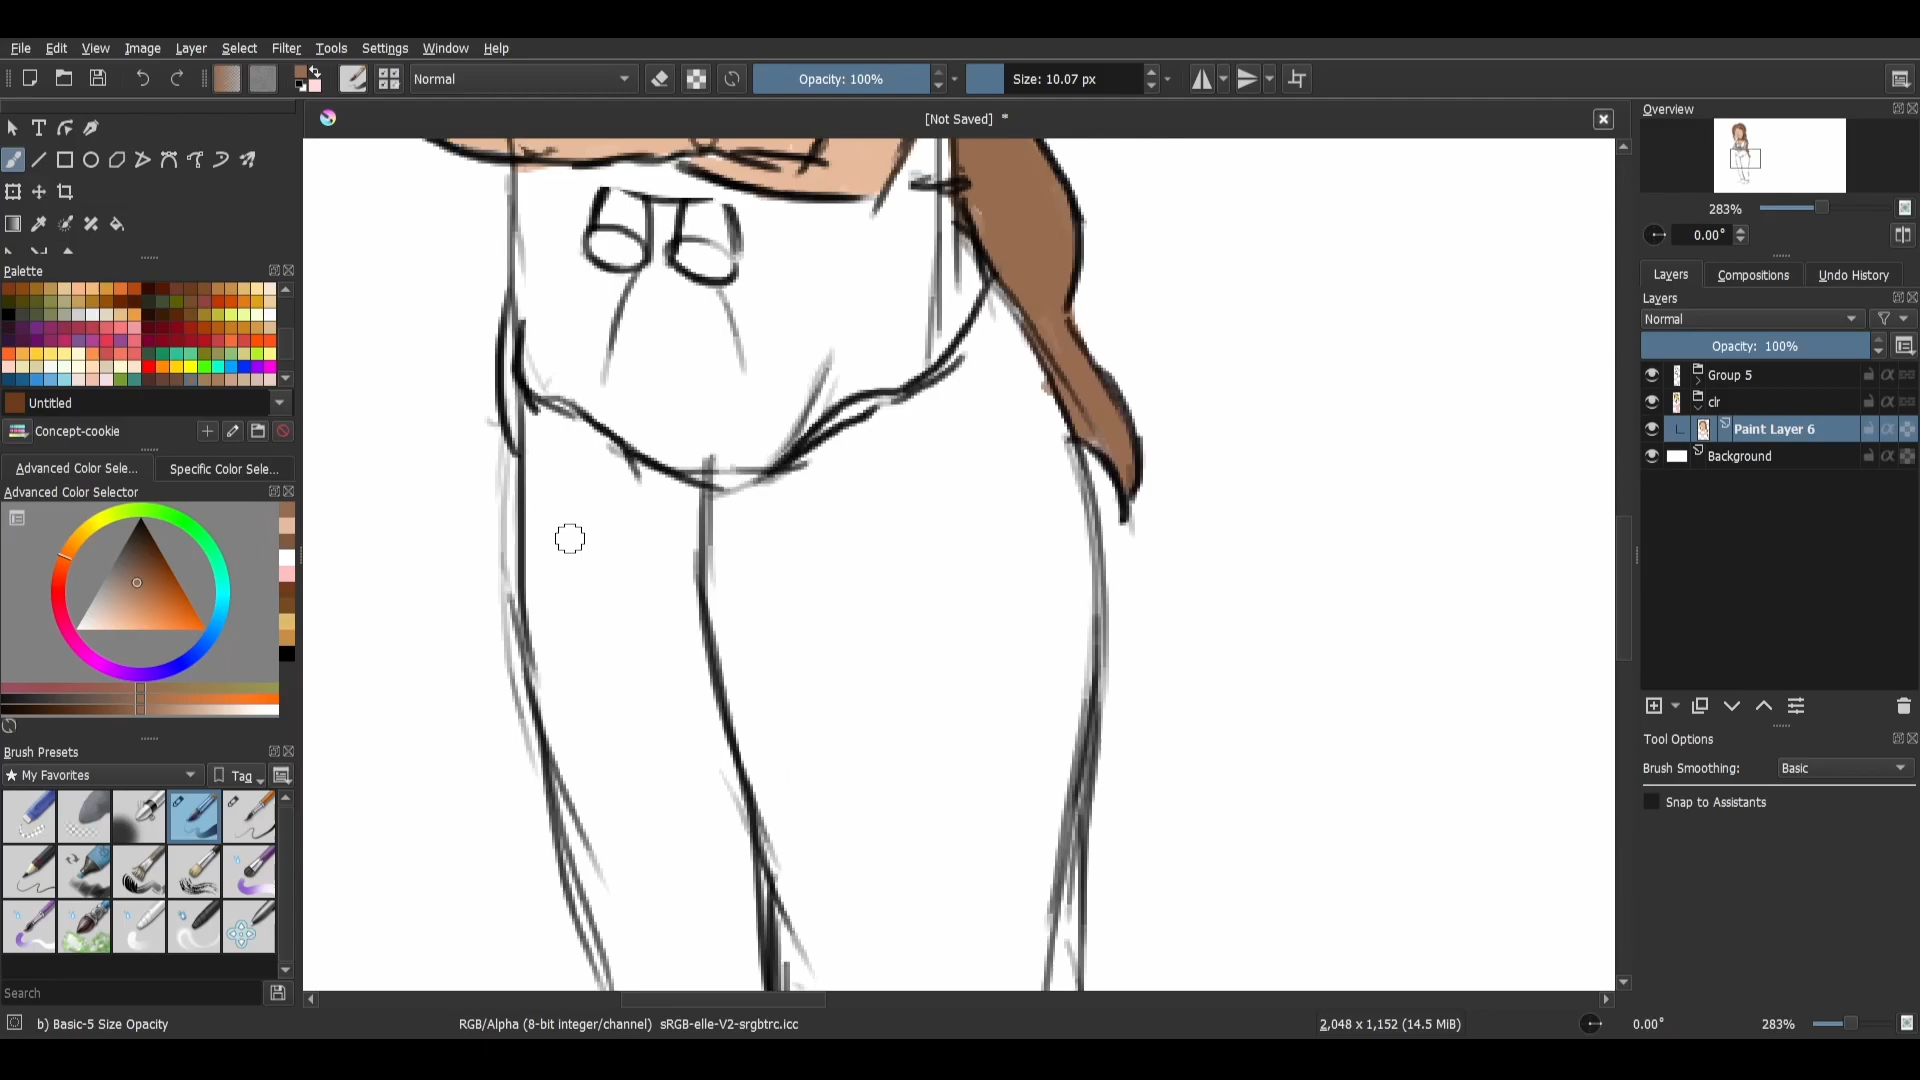 File Edit View Image Layer Select Filter Tools Settings Window Help
Normal Opacity: 100% Size: 10.07 px
[Not Saved] *
Overview
283%
0.00°
Palette
Untitled
Concept-cookie
Advanced Color Sele... Specific Color Sele...
Advanced Color Selector
Brush Presets
My Favorites Tag
Search
b) Basic-5 Size Opacity
RGB/Alpha (8-bit integer/channel) sRGB-elle-V2-srgbtrc.icc
2,048 x 1,152 (14.5 MiB)
0.00°
283%
Layers Compositions Undo History
Layers
Normal
Opacity: 100%
Group 5
clr
Paint Layer 6
Background
Tool Options
Brush Smoothing: Basic
Snap to Assistants